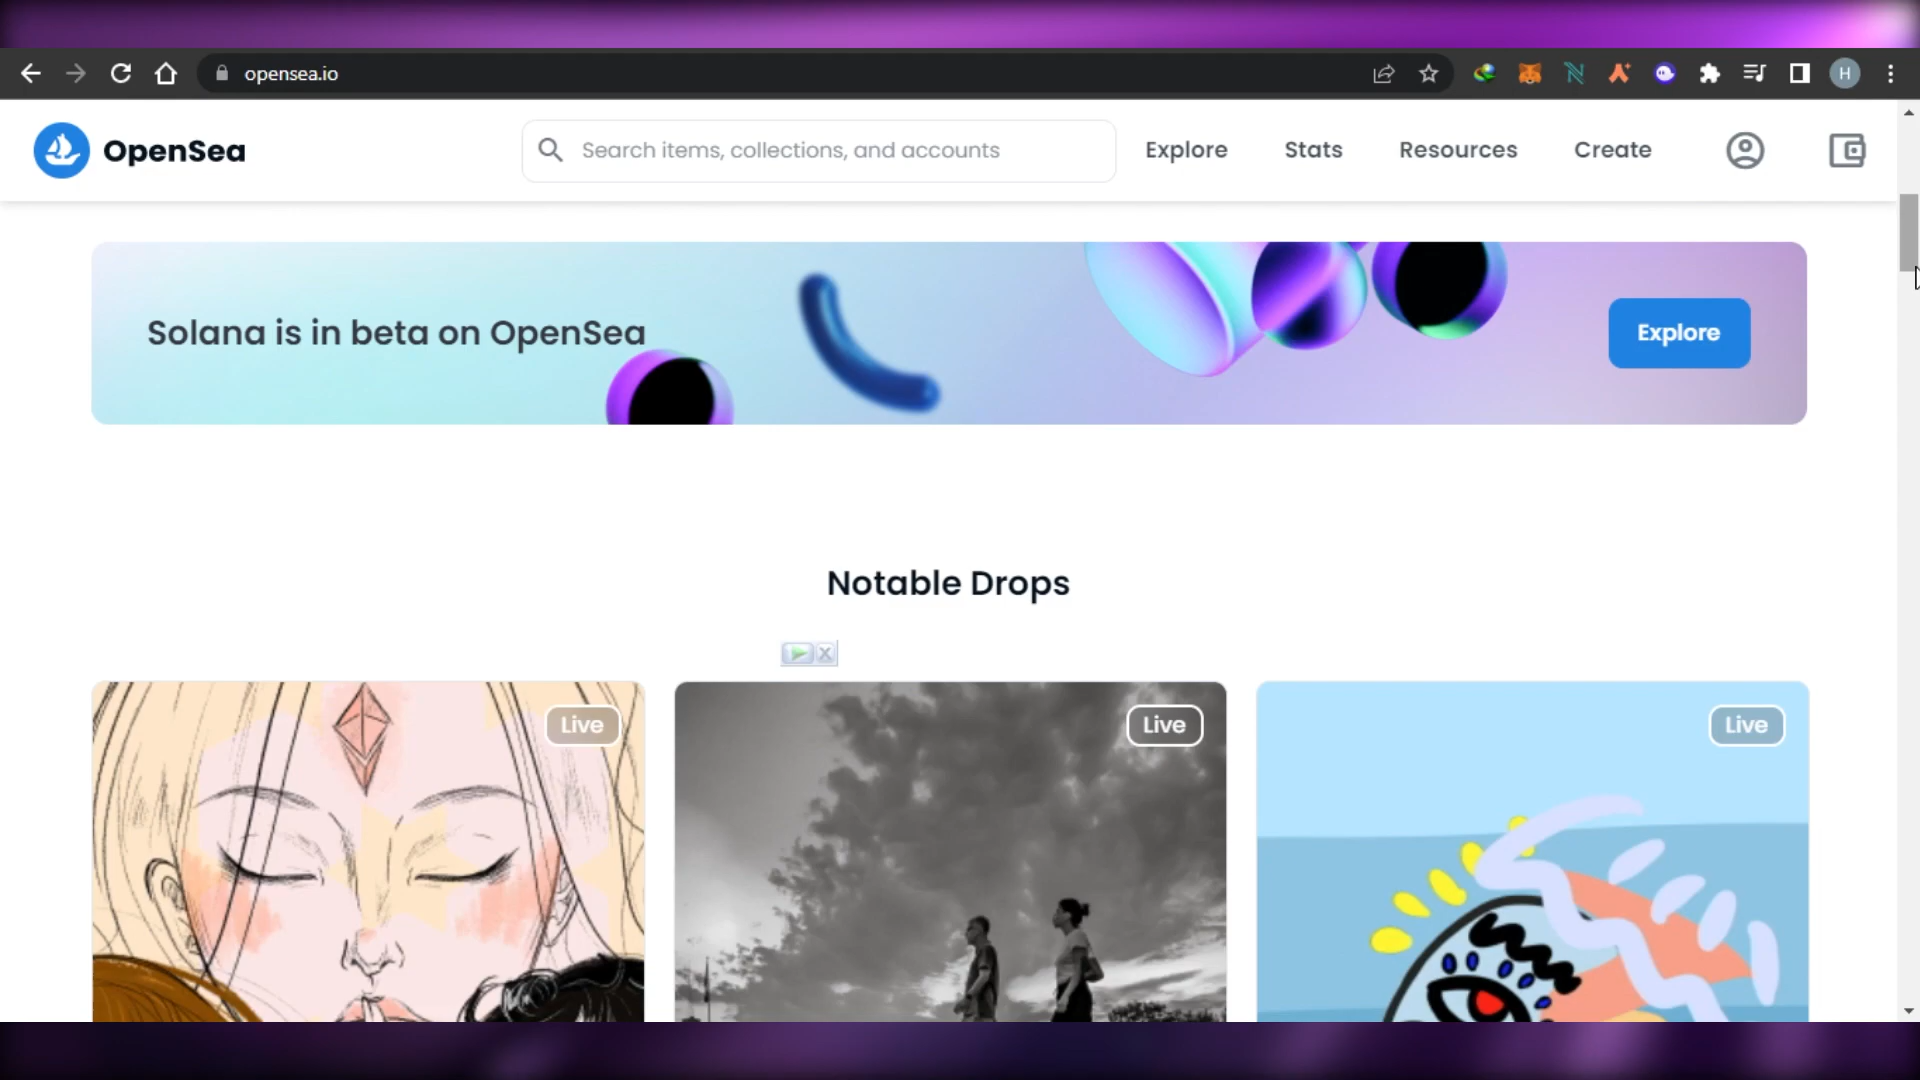 opensea.io
H
OpenSea
Search items, collections, and accounts
Explore
Stats
Resources
Create
Solana is in beta on OpenSea
Explore
Notable Drops
Live
Live
Live